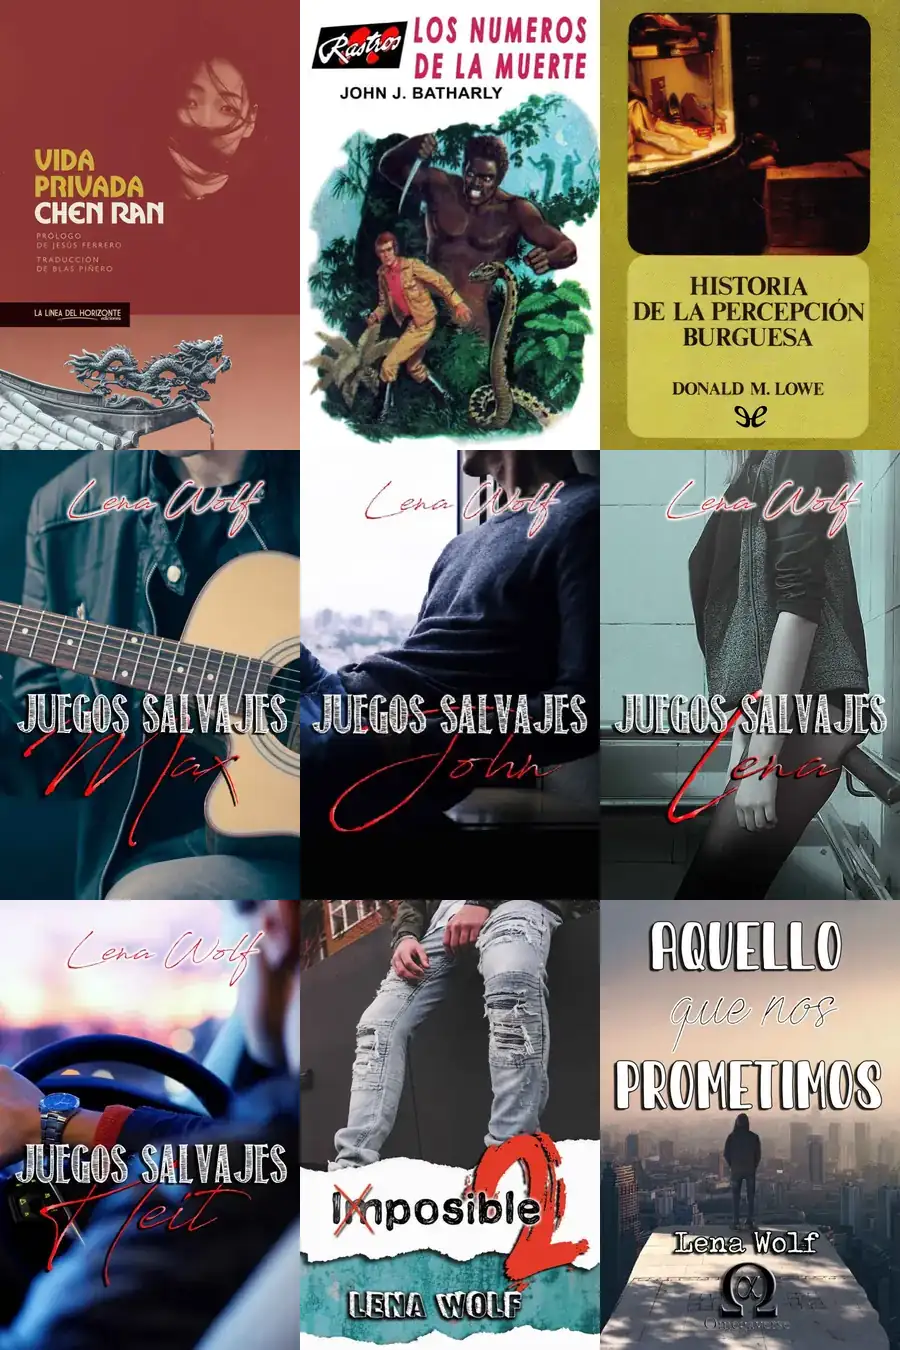 VIDA
PRIVADA
CHEN RAN
PRÓLOGO
DE JESÚS FERRERO
TRADUCCIÓN
DE BLAS PIÑERO
LA LINEA DEL HORIZONTE
ediciones
Rastros
LOS NUMEROS
DE LA MUERTE
JOHN J. BATHARLY
HISTORIA
DE LA PERCEPCIÓN
BURGUESA
DONALD M. LOWE
Lena Wolf
JUEGOS SALVAJES
Max
Lena Wolf
JUEGOS SALVAJES
John
Lena Wolf
JUEGOS SALVAJES
Lena
Lena Wolf
JUEGOS SALVAJES
Heit
Imposible 2
LENA WOLF
AQUELLO
que nos
PROMETIMOS
Lena Wolf
Omegaverse